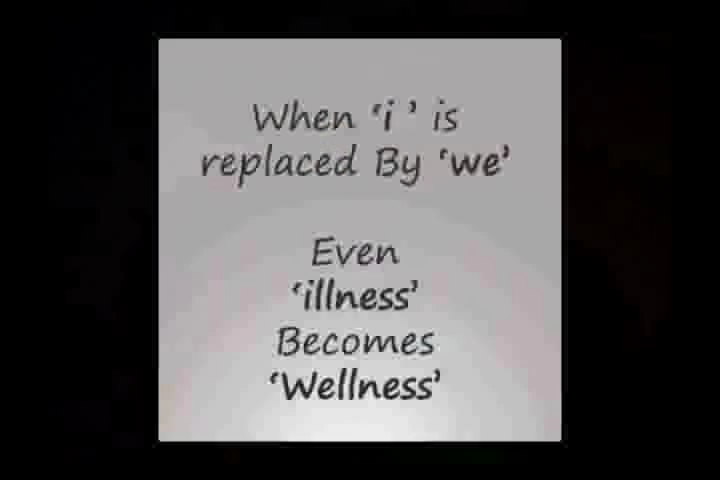 When ‘i ’ is
replaced By ‘we’
Even
‘illness’
Becomes
‘Wellness’